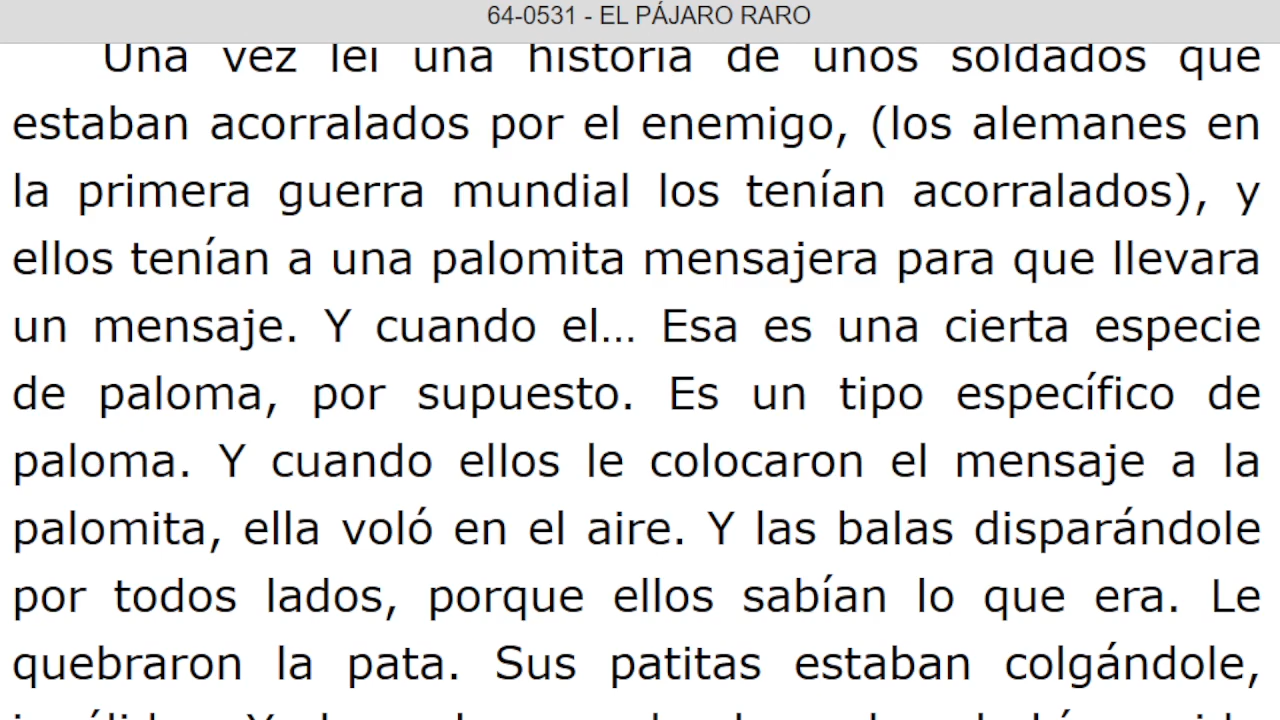 64-0531 - EL PÁJARO RARO
Una vez leí una historia de unos soldados que
estaban acorralados por el enemigo, (los alemanes en
la primera guerra mundial los tenían acorralados), y
ellos tenían a una palomita mensajera para que llevara
un mensaje. Y cuando el... Esa es una cierta especie
de paloma, por supuesto. Es un tipo específico de
paloma. Y cuando ellos le colocaron el mensaje a la
palomita, ella voló en el aire. Y las balas disparándole
por todos lados, porque ellos sabían lo que era. Le
quebraron la pata. Sus patitas estaban colgándole,